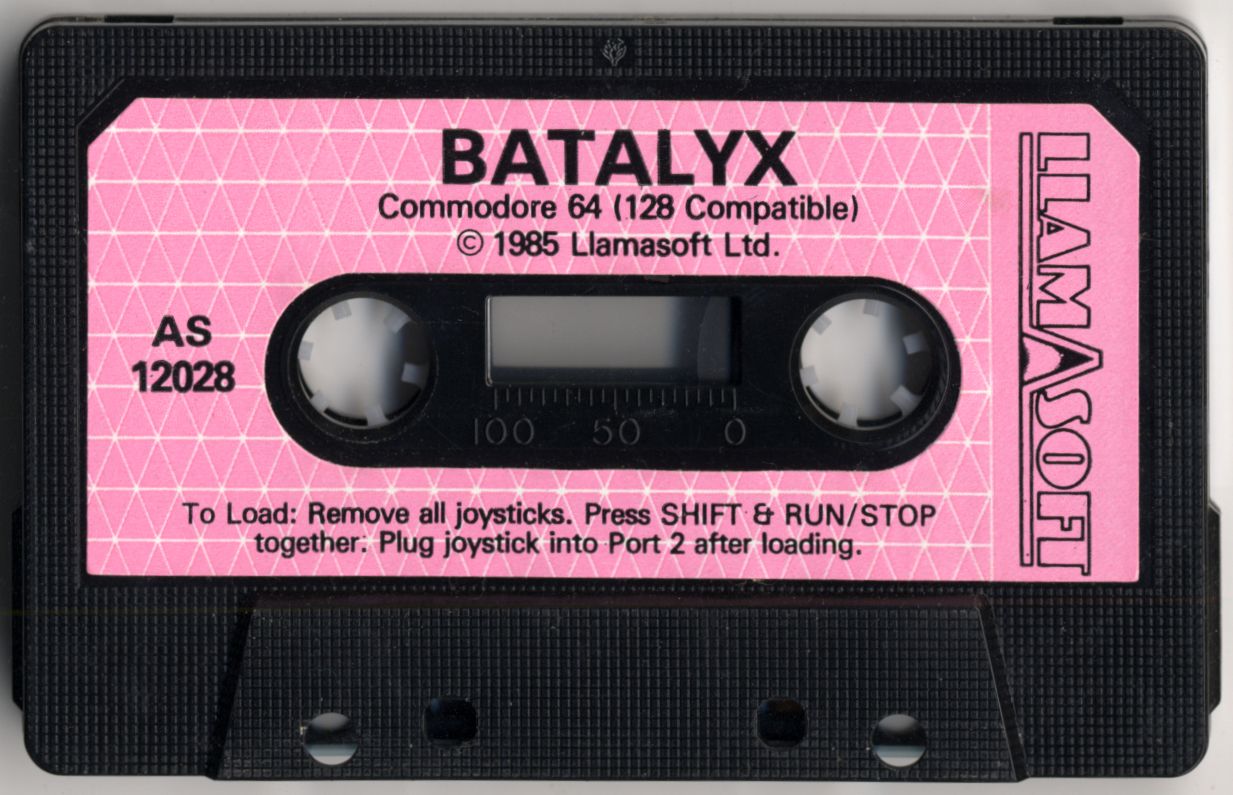 BATALYX
Commodore 64 (128 Compatible)
© 1985 Llamasoft Ltd.
LLAMASOFT
AS
12028
100 50 0
To Load: Remove all joysticks. Press SHIFT & RUN/STOP
together. Plug joystick into Port 2 after loading.